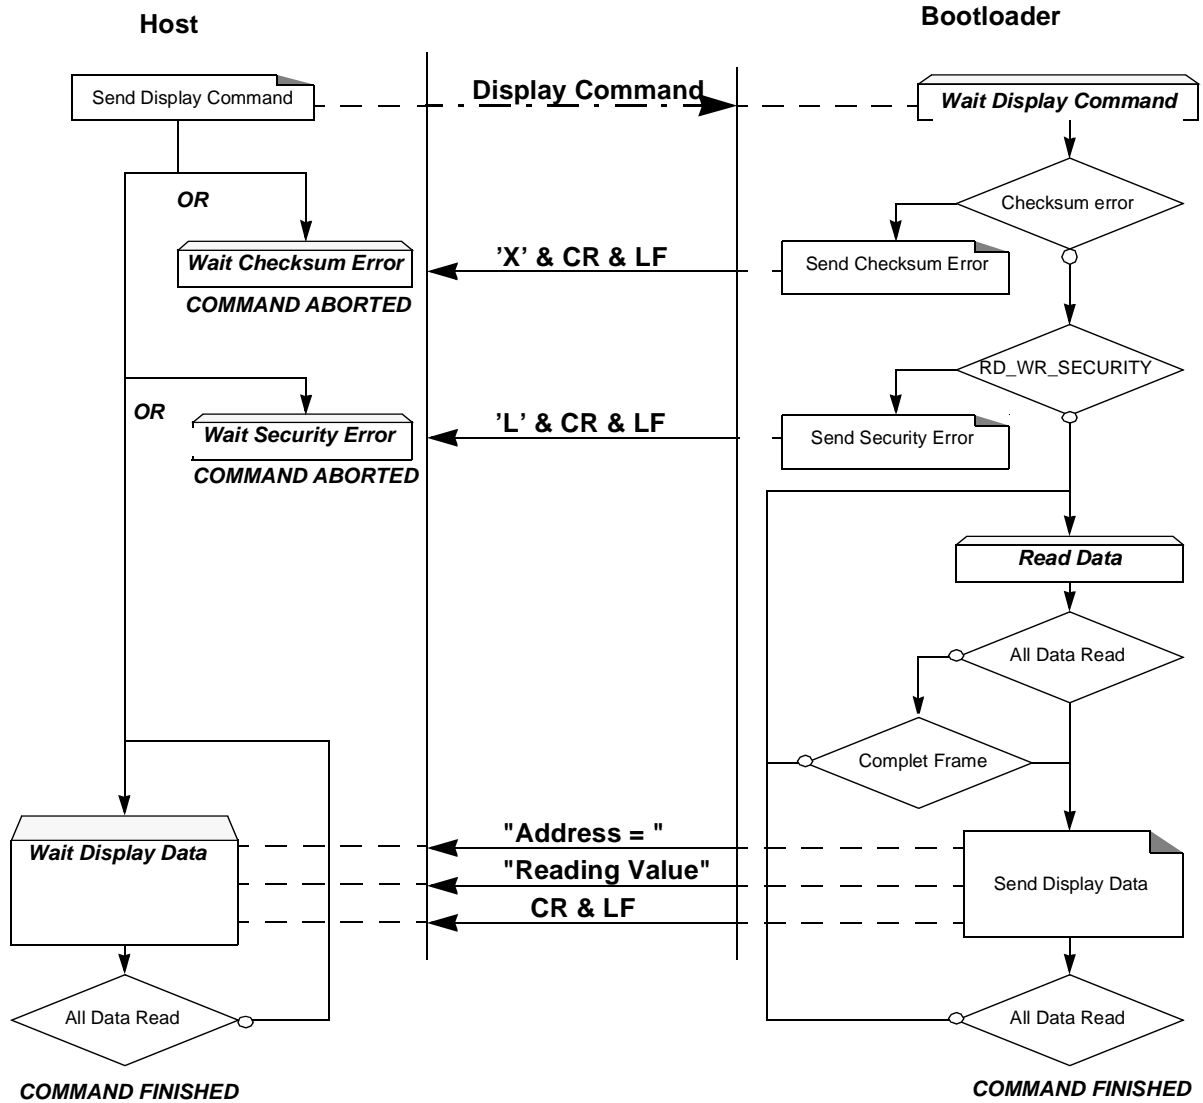 Host
Bootloader
Send Display Command
Display Command
Wait Display Command
OR
Checksum error
Wait Checksum Error
’X’ & CR & LF
Send Checksum Error
COMMAND ABORTED
RD_WR_SECURITY
OR
Wait Security Error
’L’ & CR & LF
Send Security Error
COMMAND ABORTED
Read Data
All Data Read
Complet Frame
"Address = "
Wait Display Data
"Reading Value"
Send Display Data
CR & LF
All Data Read
All Data Read
COMMAND FINISHED
COMMAND FINISHED